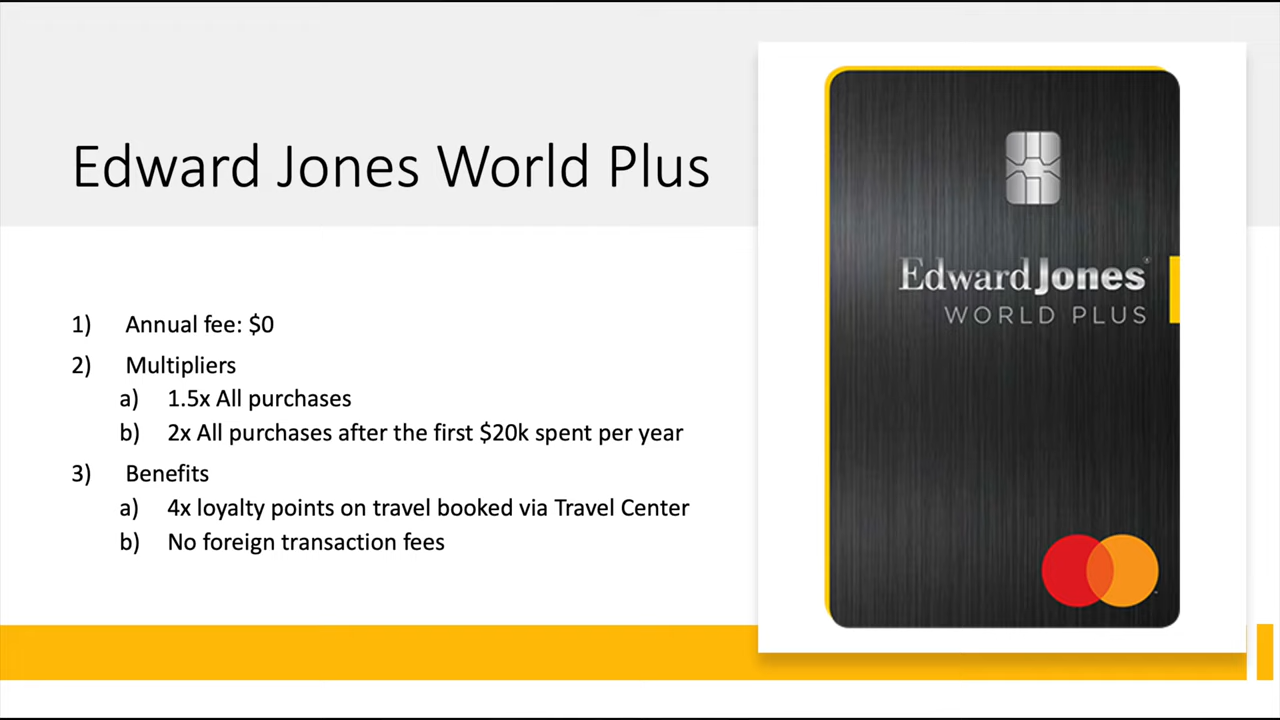 Edward Jones World Plus
1) Annual fee: $0
2) Multipliers
a) 1.5x All purchases
b) 2x All purchases after the first $20k spent per year
3) Benefits
a) 4x loyalty points on travel booked via Travel Center
b) No foreign transaction fees
Edward Jones®
WORLD PLUS